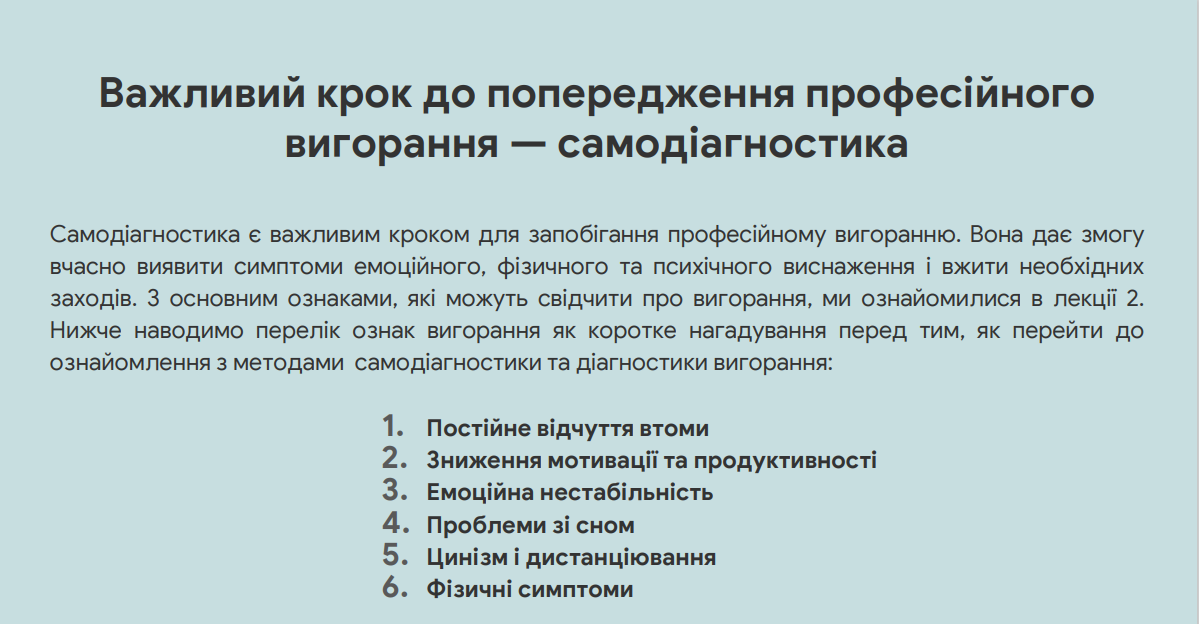 Важливий крок до попередження професійного
вигорання — самодіагностика
Самодіагностика є важливим кроком для запобігання професійному вигоранню. Вона дає змогу
вчасно виявити симптоми емоційного, фізичного та психічного виснаження і вжити необхідних
заходів. З основним ознаками, які можуть свідчити про вигорання, ми ознайомилися в лекції 2.
Нижче наводимо перелік ознак вигорання як коротке нагадування перед тим, як перейти до
ознайомлення з методами самодіагностики та діагностики вигорання:
1. Постійне відчуття втоми
2. Зниження мотивації та продуктивності
3. Емоційна нестабільність
4. Проблеми зі сном
5. Цинізм і дистанціювання
6. Фізичні симптоми